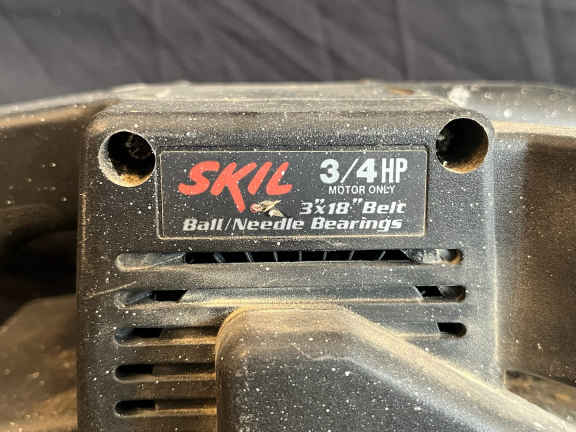 SKIL 3/4 HP
MOTOR ONLY
3"x18" Belt
Ball/Needle Bearings